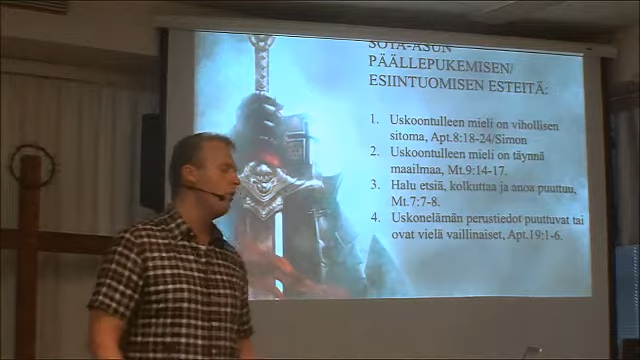 SOTA-ASUN
PÄÄLLEPUKEMISEN/
ESIINTUOMISEN ESTEITÄ:
1. Uskoontulleen mieli on vihollisen
sitoma, Apt.8:18-24/Simon
2. Uskoontulleen mieli on täynnä
maailmaa, Mt.9:14-17.
3. Halu etsiä, kolkuttaa ja anoa puuttuu,
Mt.7:7-8.
4. Uskonelämän perustiedot puuttuvat tai
ovat vielä vaillinaiset, Apt.19:1-6.